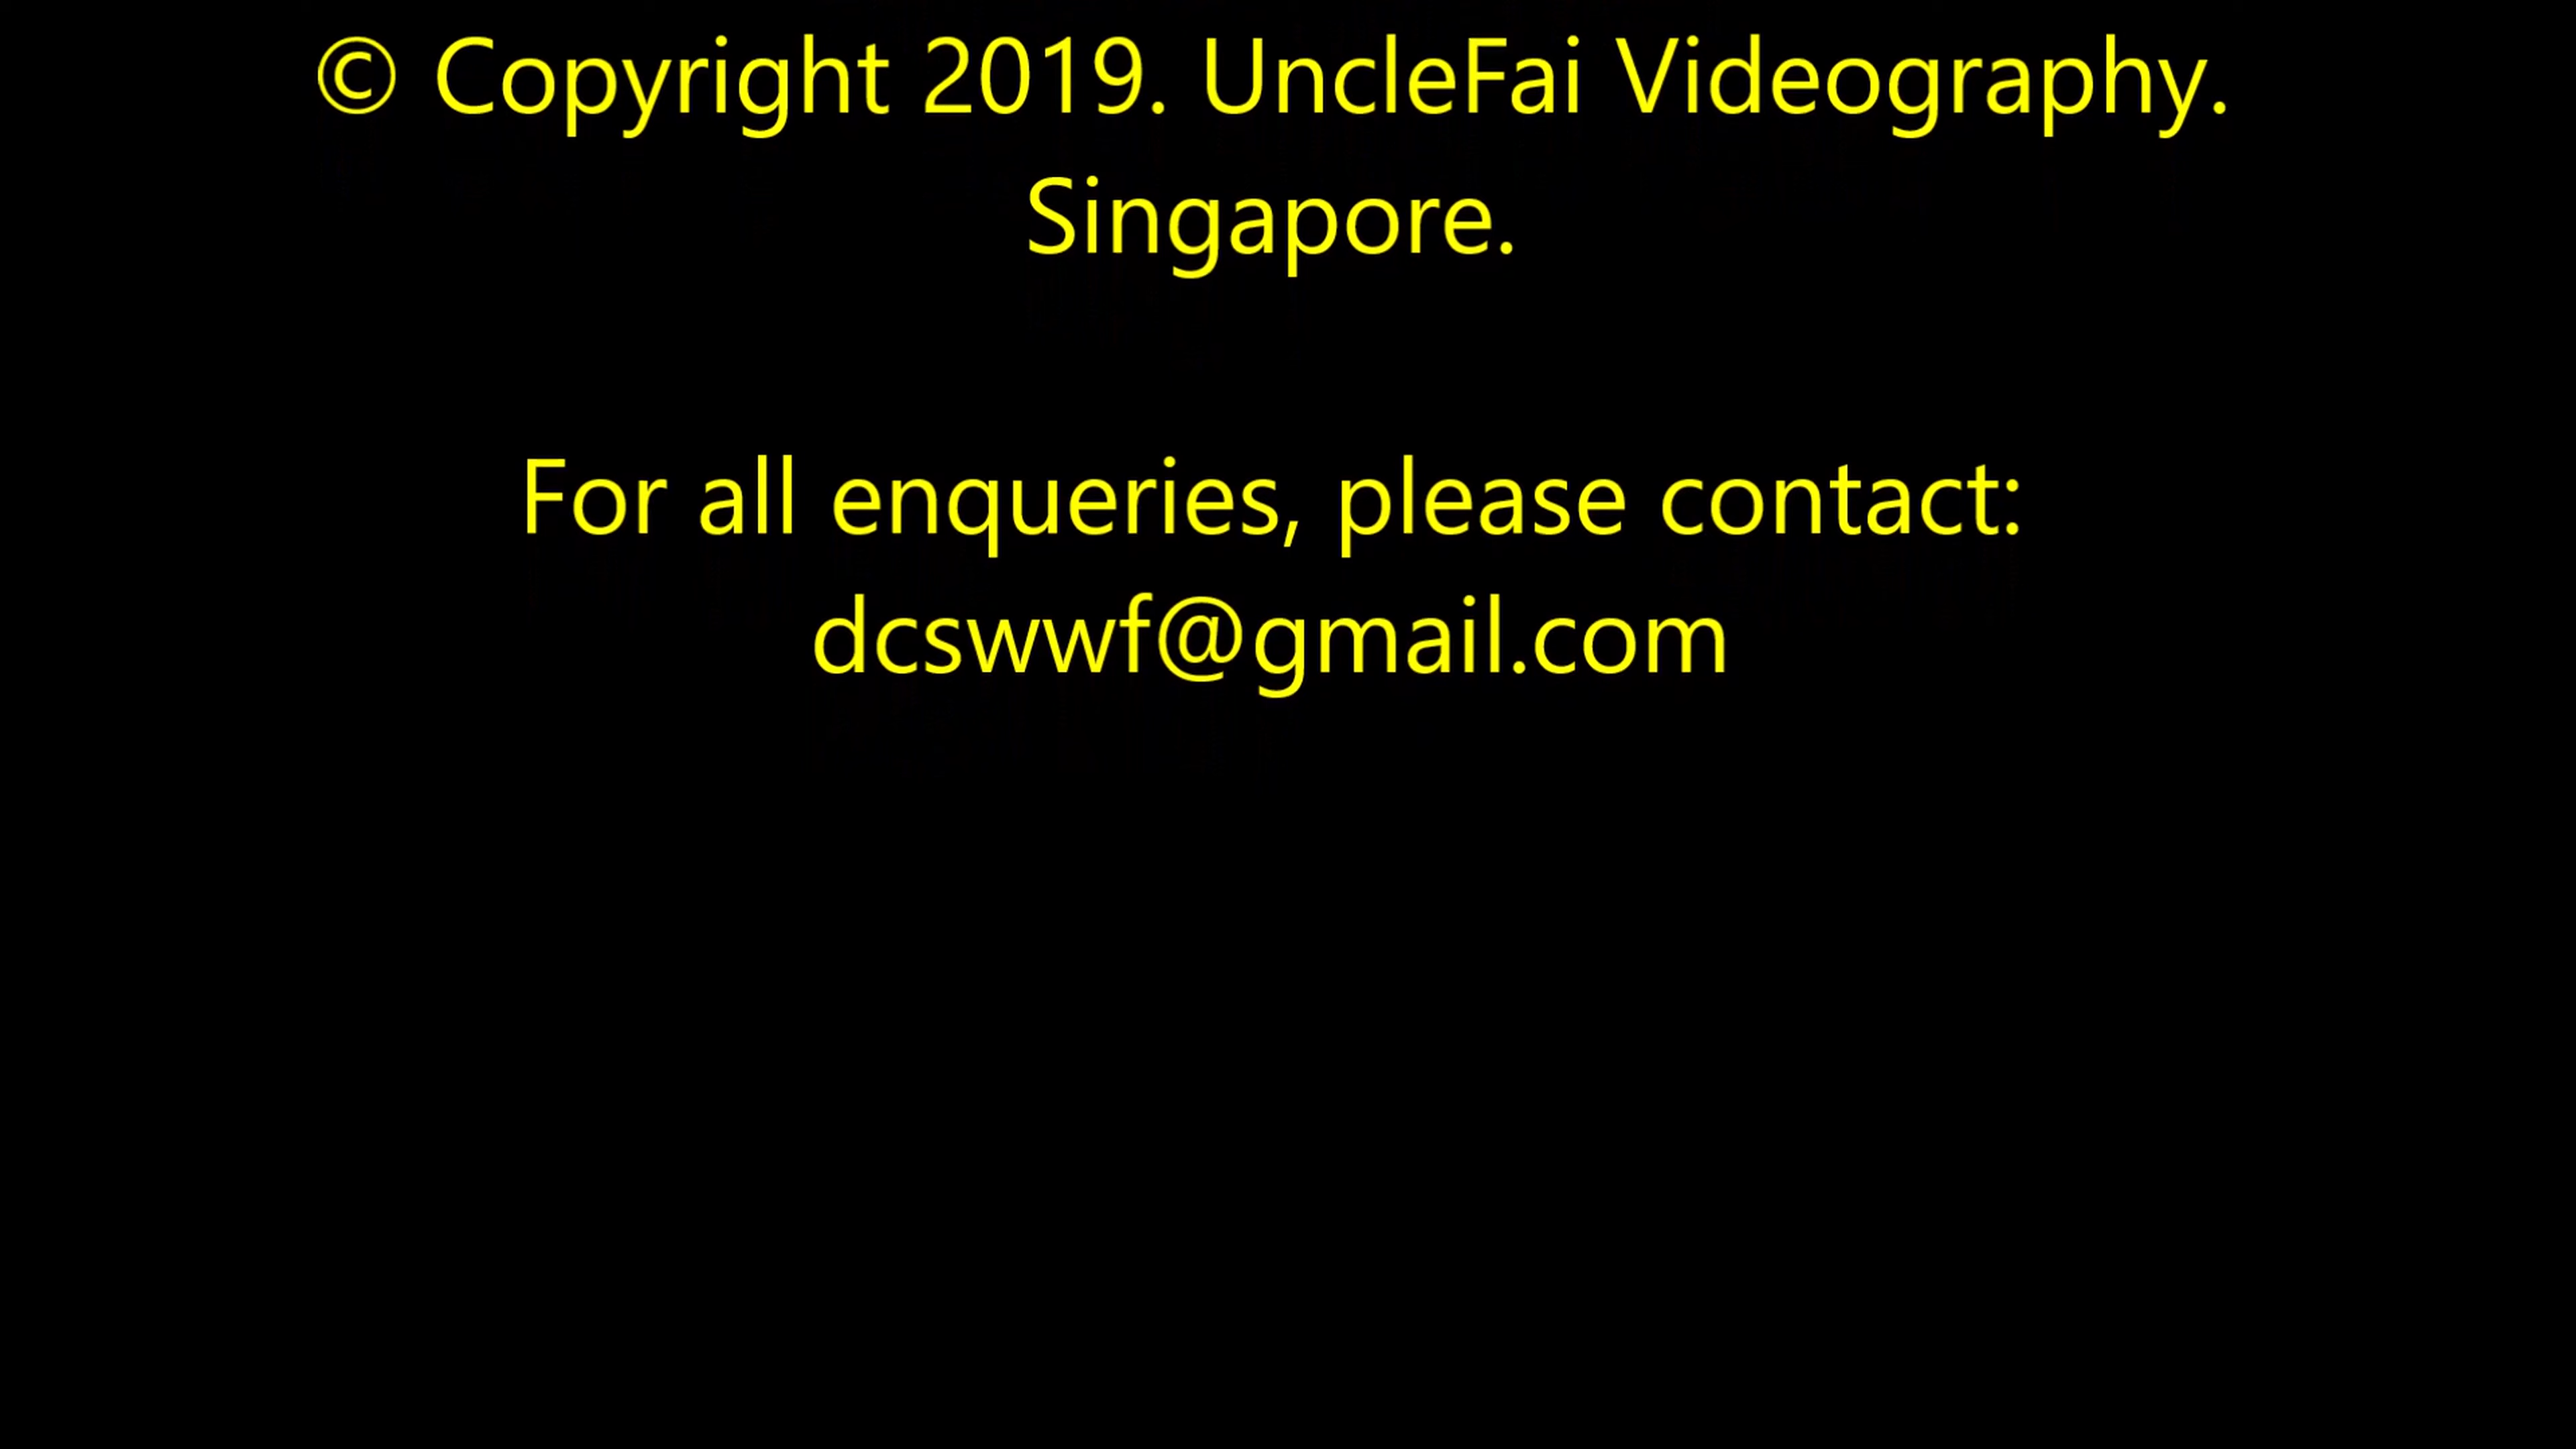 © Copyright 2019. UncleFai Videography.
Singapore.
For all enqueries, please contact:
dcswwf@gmail.com